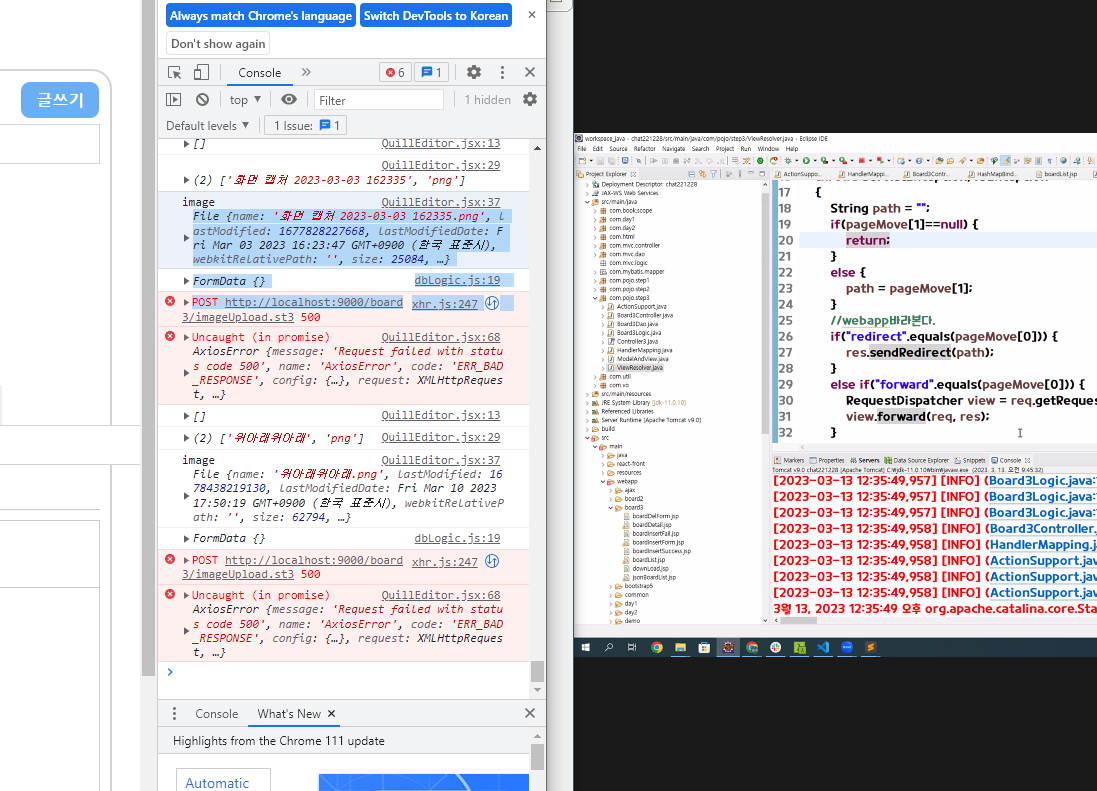 Always match Chrome's language
Switch DevTools to Korean
Don't show again
Console
6
1
top
Filter
1 hidden
Default levels
1 Issue:
1
[]
QuillEditor.jsx:13
QuillEditor.jsx:29
(2) ['화면 캡처 2023-03-03 162335', 'png']
image
QuillEditor.jsx:37
File {name: '화면 캡처 2023-03-03 162335.png', l
astModified: 1677828227668, lastModifiedDate: F
ri Mar 03 2023 16:23:47 GMT+0900 (한국 표준시),
webkitRelativePath: '', size: 25084, …}
FormData {}
dbLogic.js:19
POST http://localhost:9000/board
xhr.js:247
3/imageUpload.st3 500
Uncaught (in promise)
QuillEditor.jsx:68
AxiosError {message: 'Request failed with statu
s code 500', name: 'AxiosError', code: 'ERR_BAD
_RESPONSE', config: {…}, request: XMLHttpReques
t, …}
[]
QuillEditor.jsx:13
(2) ['위아래위아래', 'png']
QuillEditor.jsx:29
image
QuillEditor.jsx:37
File {name: '위아래위아래.png', lastModified: 16
78438219130, lastModifiedDate: Fri Mar 10 2023
17:50:19 GMT+0900 (한국 표준시), webkitRelativeP
ath: '', size: 62794, …}
FormData {}
dbLogic.js:19
POST http://localhost:9000/board
xhr.js:247
3/imageUpload.st3 500
Uncaught (in promise)
QuillEditor.jsx:68
AxiosError {message: 'Request failed with statu
s code 500', name: 'AxiosError', code: 'ERR_BAD
_RESPONSE', config: {…}, request: XMLHttpReques
t, …}
Console
What's New
Highlights from the Chrome 111 update
Automatic
글쓰기
workspace_java - chat221228/src/main/java/com/pojo/step3/ViewResolver.java - Eclipse IDE
File Edit Source Refactor Navigate Search Project Run Window Help
Project Explorer
Deployment Descriptor: chat221228
JAX-WS Web Services
src/main/java
com.book.scope
com.day1
com.day2
com.html
com.mvc.controller
com.mvc.dao
com.mvc.logic
com.mybatis.mapper
com.pojo.step1
com.pojo.step2
com.pojo.step3
ActionSupport.java
Board3Controller.java
Board3Dao.java
Board3Logic.java
Controller3.java
HandlerMapping.java
ModelAndView.java
ViewResolver.java
com.util
com.vo
src/main/resources
JRE System Library [jdk-11.0.10]
Referenced Libraries
Server Runtime [Apache Tomcat v9.0]
build
src
main
java
react-front
resources
webapp
ajax
board2
board3
boardDelForm.jsp
boardDetail.jsp
boardInsertFail.jsp
boardInsertForm.jsp
boardInsertSuccess.jsp
boardList.jsp
downLoad.jsp
jsonBoardList.jsp
bootstrap5
common
day1
day2
demo
ActionSuppo...
HandlerMappi...
Board3Contr...
HashMapBind...
boardList.jsp
17 {
18 String path = "";
19 if(pageMove[1]==null) {
20 return;
21 }
22 else {
23 path = pageMove[1];
24 }
25 //webapp바라본다.
26 if("redirect".equals(pageMove[0])) {
27 res.sendRedirect(path);
28 }
29 else if("forward".equals(pageMove[0])) {
30 RequestDispatcher view = req.getReques
31 view.forward(req, res);
32 }
Markers Properties Servers Data Source Explorer Snippets Console
Tomcat v9.0 chat221228 [Apache Tomcat] C:\jdk-11.0.10\bin\javaw.exe (2023. 3. 13. 오전 9:45:32)
[2023-03-13 12:35:49,957] [INFO] (Board3Logic.java:
[2023-03-13 12:35:49,957] [INFO] (Board3Logic.java:
[2023-03-13 12:35:49,957] [INFO] (Board3Logic.java:
[2023-03-13 12:35:49,958] [INFO] (Board3Controller.
[2023-03-13 12:35:49,958] [INFO] (HandlerMapping.ja
[2023-03-13 12:35:49,958] [INFO] (ActionSupport.jav
[2023-03-13 12:35:49,958] [INFO] (ActionSupport.jav
[2023-03-13 12:35:49,958] [INFO] (ActionSupport.jav
3월 13, 2023 12:35:49 오후 org.apache.catalina.core.Sta